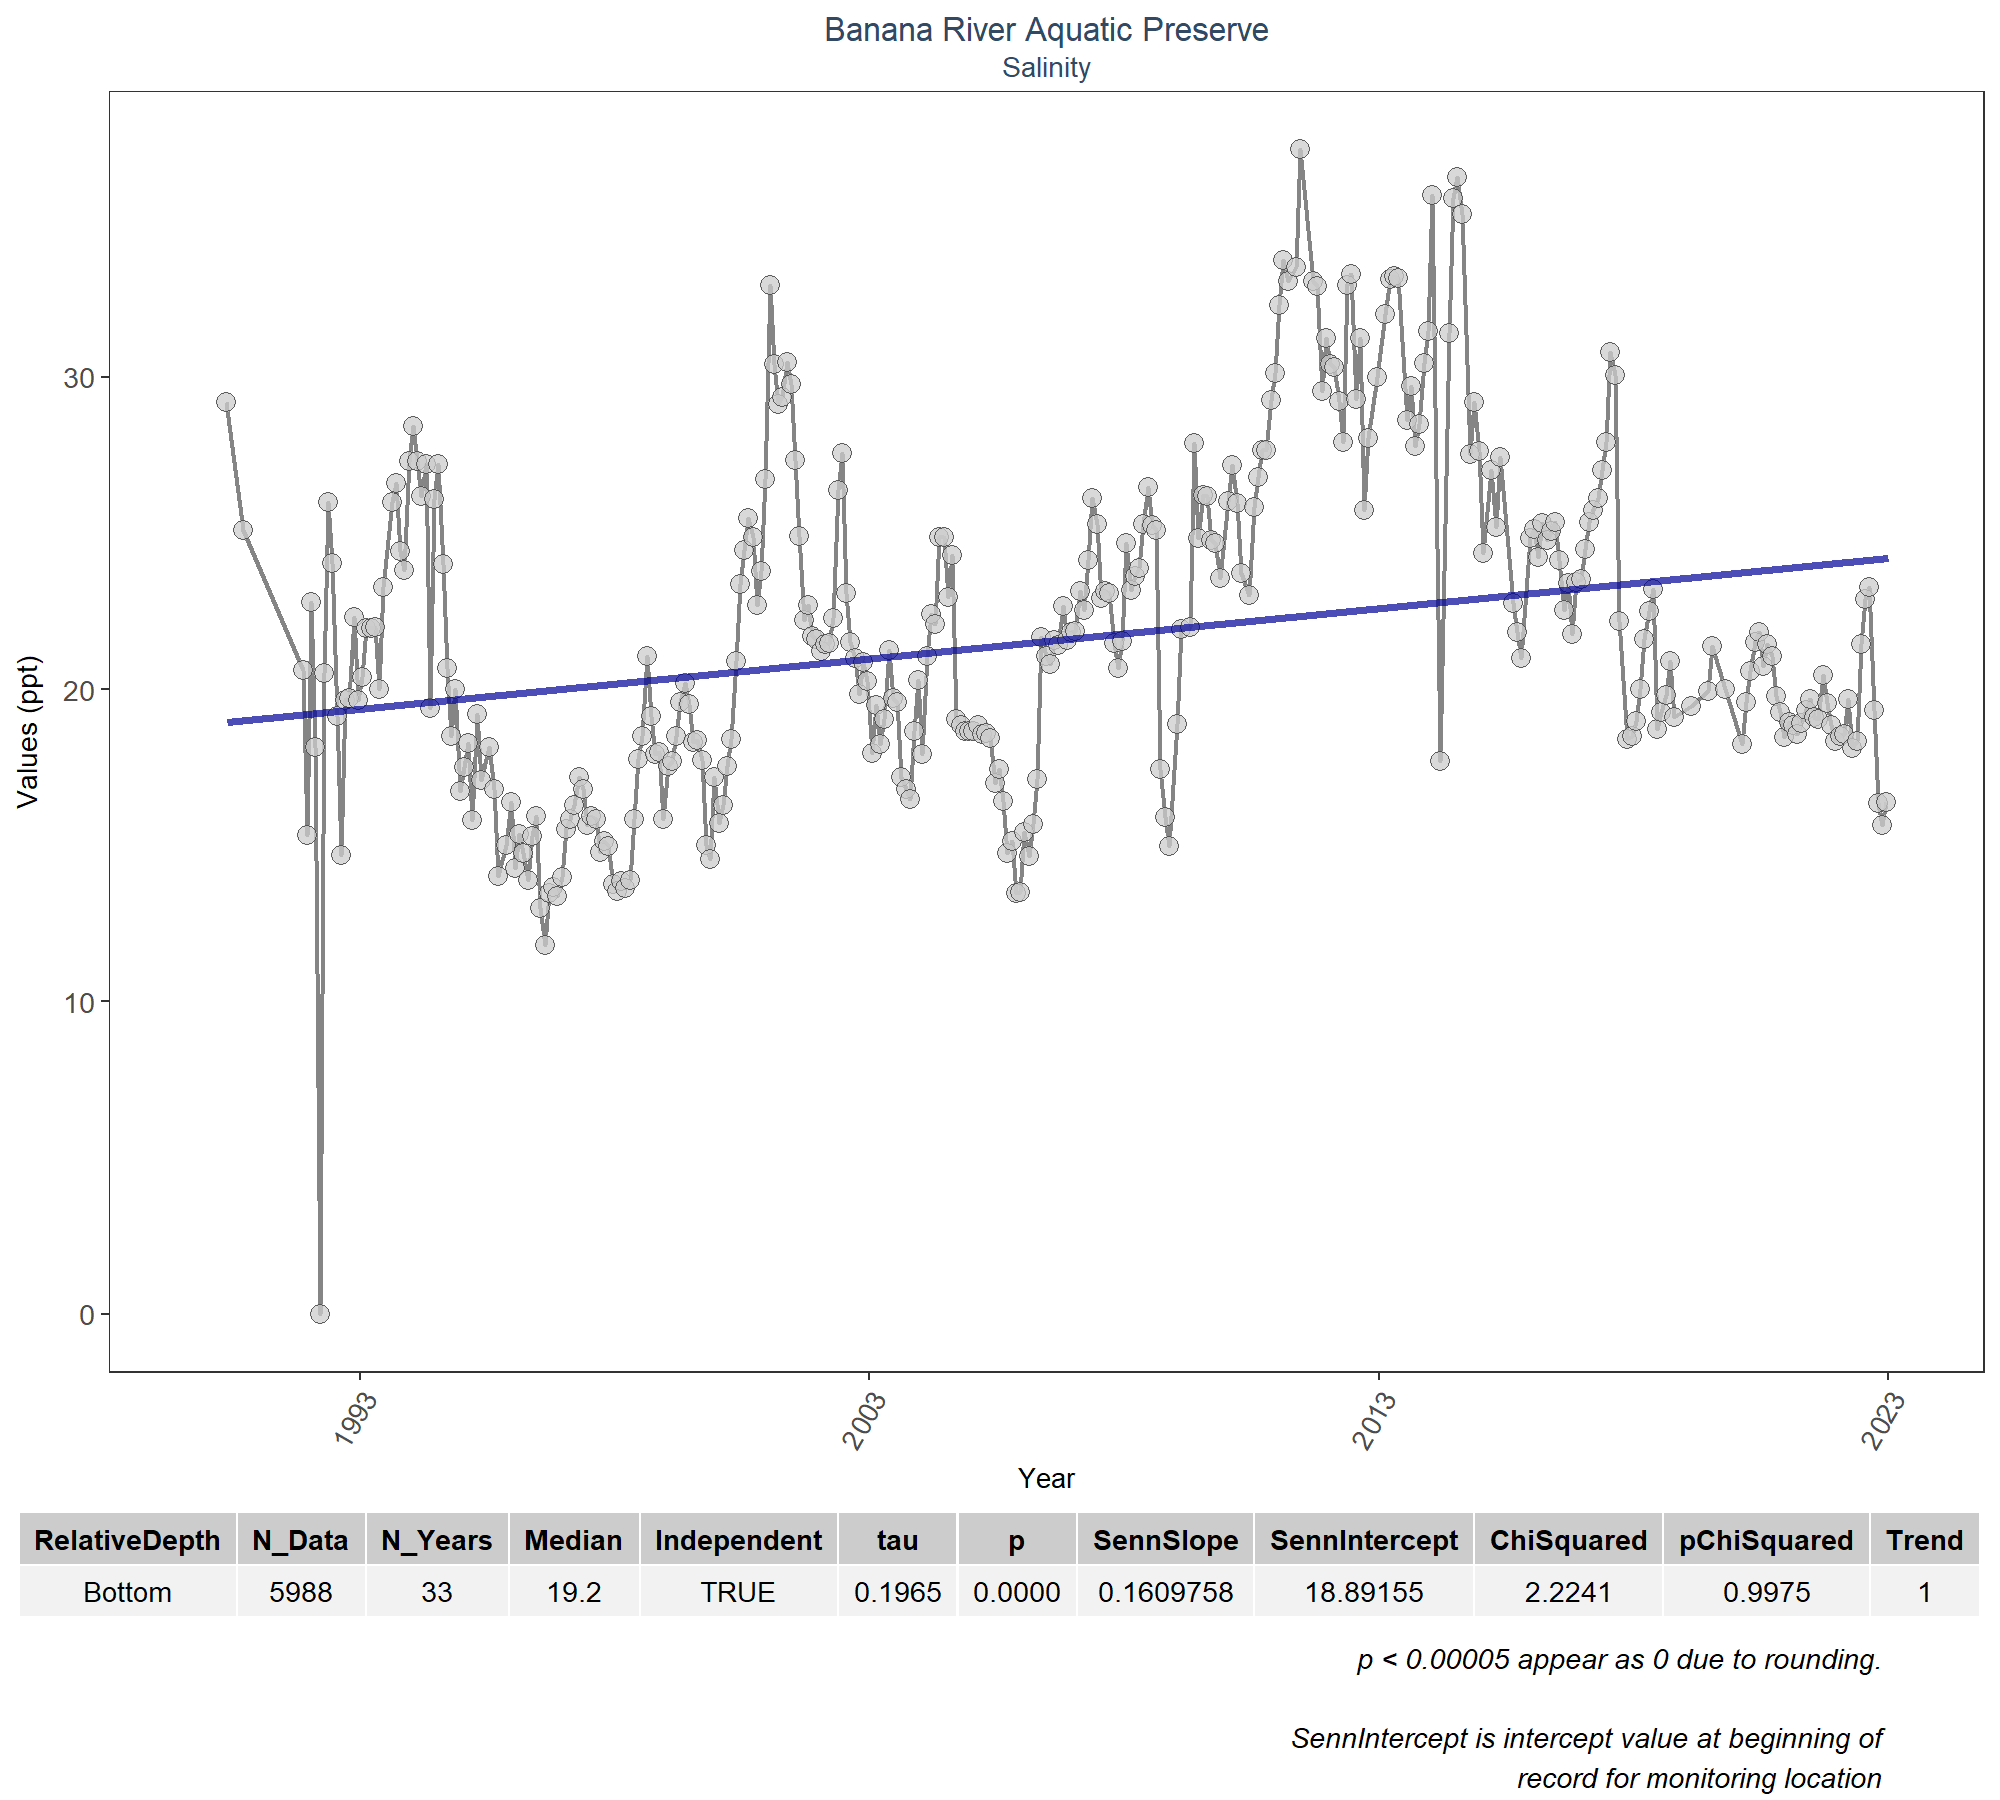 Banana River Aquatic Preserve
Salinity
Values (ppt)
30
20
10
0
1993
2003
2013
2023
Year
RelativeDepth N_Data N_Years Median Independent tau p SennSlope SennIntercept ChiSquared pChiSquared Trend
Bottom 5988 33 19.2 TRUE 0.1965 0.0000 0.1609758 18.89155 2.2241 0.9975 1
p < 0.00005 appear as 0 due to rounding.
SennIntercept is intercept value at beginning of
record for monitoring location